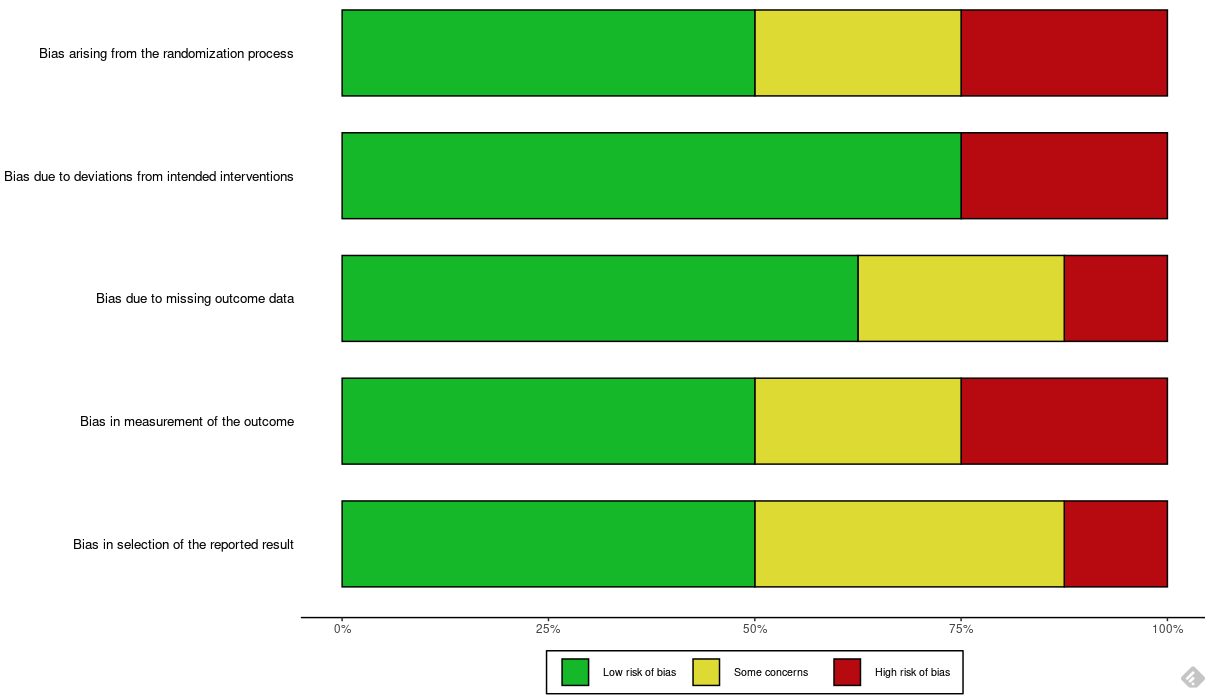 Bias arising from the randomization process
Bias due to deviations from intended interventions
Bias due to missing outcome data
Bias in measurement of the outcome
Bias in selection of the reported result
0% 25% 50% 75% 100%
Low risk of bias Some concerns High risk of bias